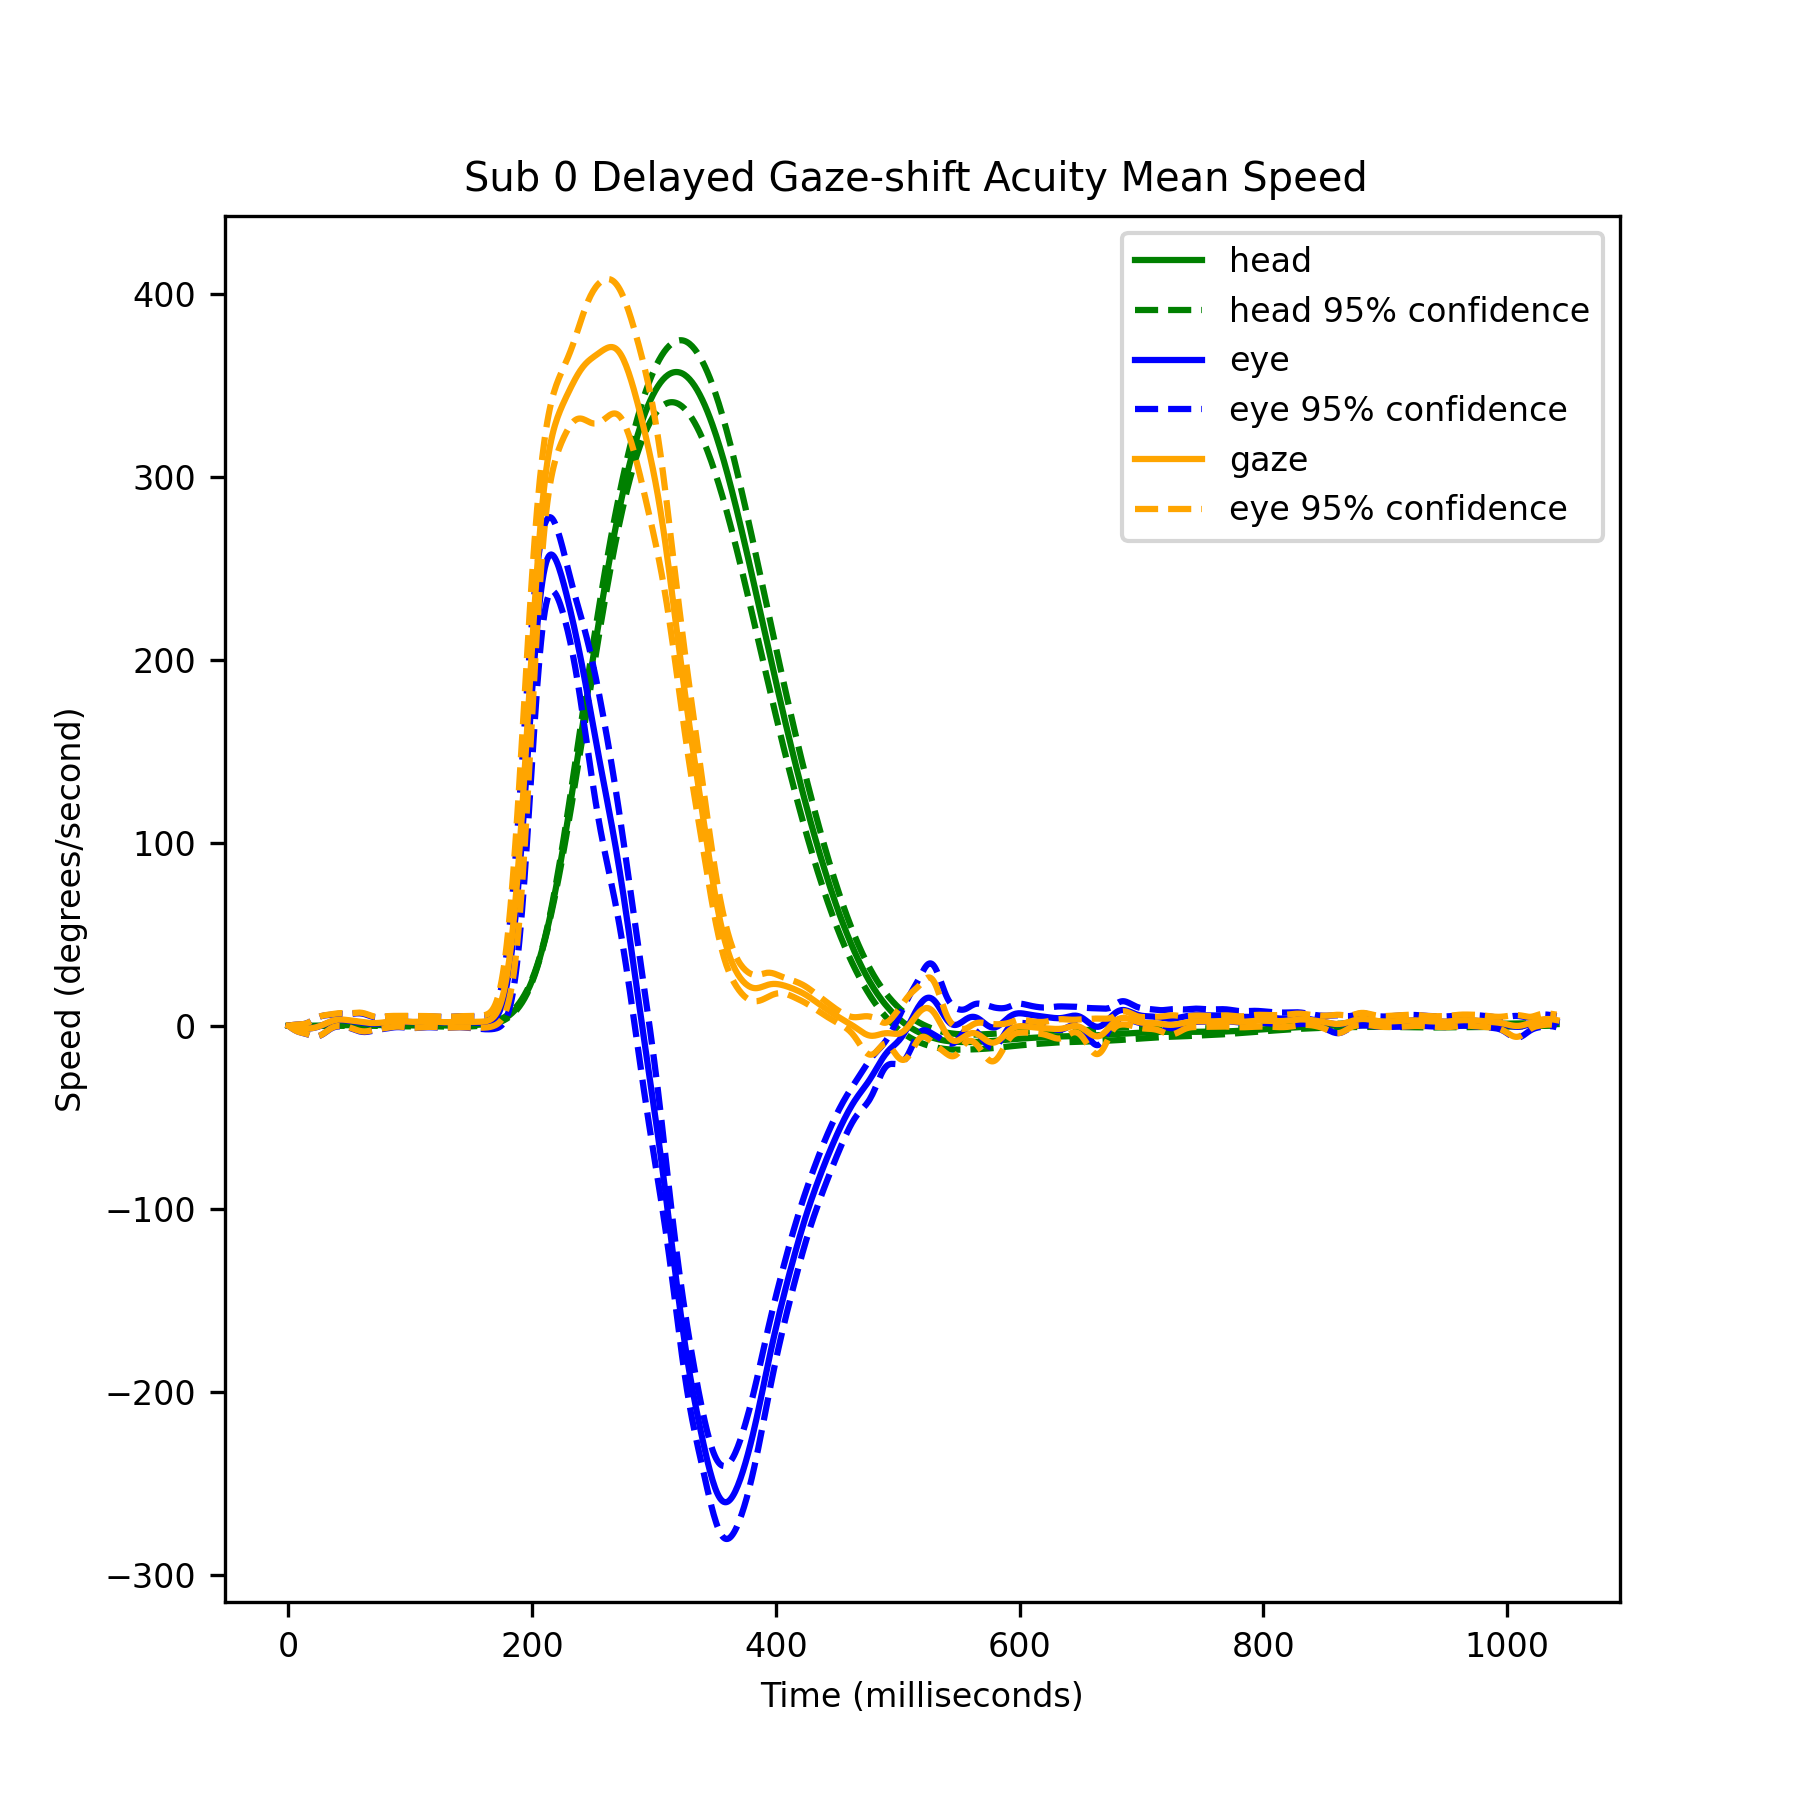 Sub 0 Delayed Gaze-shift Acuity Mean Speed
head
head 95% confidence
eye
eye 95% confidence
gaze
eye 95% confidence
400
300
200
100
0
−100
−200
−300
Speed (degrees/second)
0 200 400 600 800 1000
Time (milliseconds)